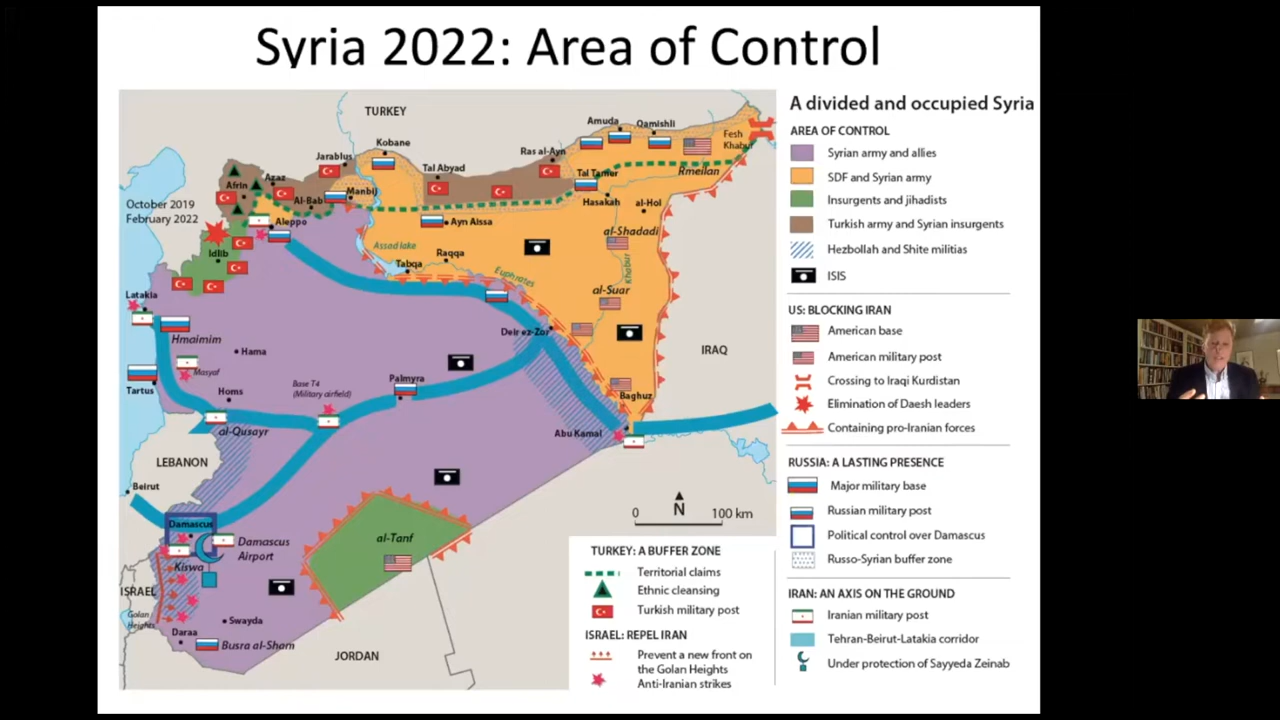 Syria 2022: Area of Control
A divided and occupied Syria
AREA OF CONTROL
Syrian army and allies
SDF and Syrian army
Insurgents and jihadists
Turkish army and Syrian insurgents
Hezbollah and Shite militias
ISIS
US: BLOCKING IRAN
American base
American military post
Crossing to Iraqi Kurdistan
Elimination of Daesh leaders
Containing pro-Iranian forces
RUSSIA: A LASTING PRESENCE
Major military base
Russian military post
Political control over Damascus
Russo-Syrian buffer zone
IRAN: AN AXIS ON THE GROUND
Iranian military post
Tehran-Beirut-Latakia corridor
Under protection of Sayyeda Zeinab
TURKEY: A BUFFER ZONE
Territorial claims
Ethnic cleansing
Turkish military post
ISRAEL: REPEL IRAN
Prevent a new front on
the Golan Heights
Anti-Iranian strikes
TURKEY
Amuda
Qamishli
Fesh
Khabur
Kobane
Jarablus
Ras al-Ayn
Tal Abyad
Tal Tamer
Rmeilan
Azaz
Afrin
Manbij
Al-Bab
Hasakah
al-Hol
October 2019
February 2022
Aleppo
Ayn Aissa
al-Shadadi
Assad lake
Idlib
Raqqa
Tabqa
Euphrates
Khabur
al-Suar
Latakia
Deir ez-Zor
Hmaimim
Hama
IRAQ
Masyaf
Tartus
Homs
Base T4
(Military airfield)
Palmyra
Baghuz
al-Qusayr
Abu Kamal
LEBANON
Beirut
N
0 100 km
Damascus
al-Tanf
Damascus
Airport
Kiswa
ISRAEL
Golan
Heights
Swayda
Daraa
Busra al-Sham
JORDAN